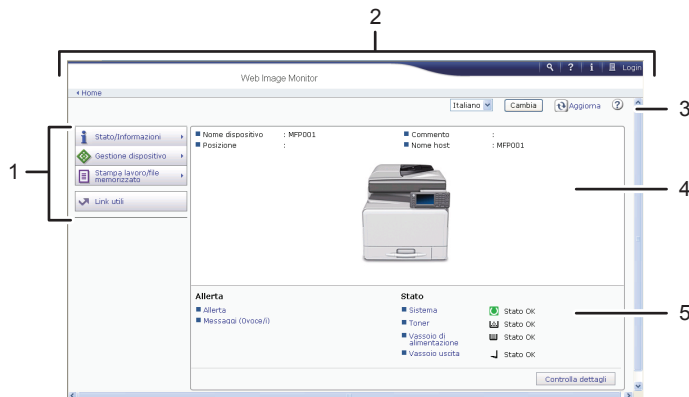 2
? i Login
Web Image Monitor
Home
Italiano Cambia Aggiorna ?
3
1
Stato/Informazioni
Gestione dispositivo
Stampa lavoro/file
memorizzato
Link utili
Nome dispositivo : MFP001
Posizione :
Commento :
Nome host : MFP001
4
Allerta
Allerta
Messaggi (0voce/i)
Stato
Sistema Stato OK
Toner Stato OK
Vassoio di
alimentazione Stato OK
Vassoio uscita Stato OK
5
Controlla dettagli